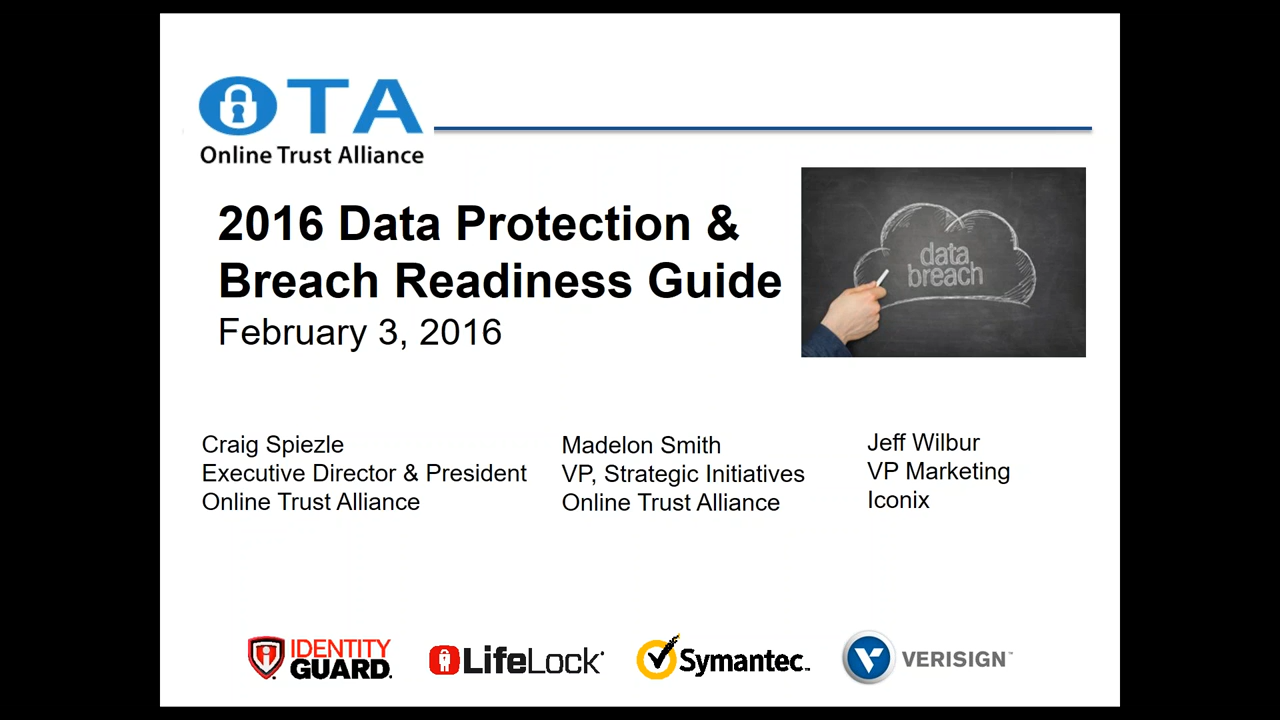 OTA
Online Trust Alliance
2016 Data Protection &
Breach Readiness Guide
February 3, 2016
data
breach
Craig Spiezle
Executive Director & President
Online Trust Alliance
Madelon Smith
VP, Strategic Initiatives
Online Trust Alliance
Jeff Wilbur
VP Marketing
Iconix
IDENTITY
GUARD.
LifeLock
Symantec™
VERISIGN™